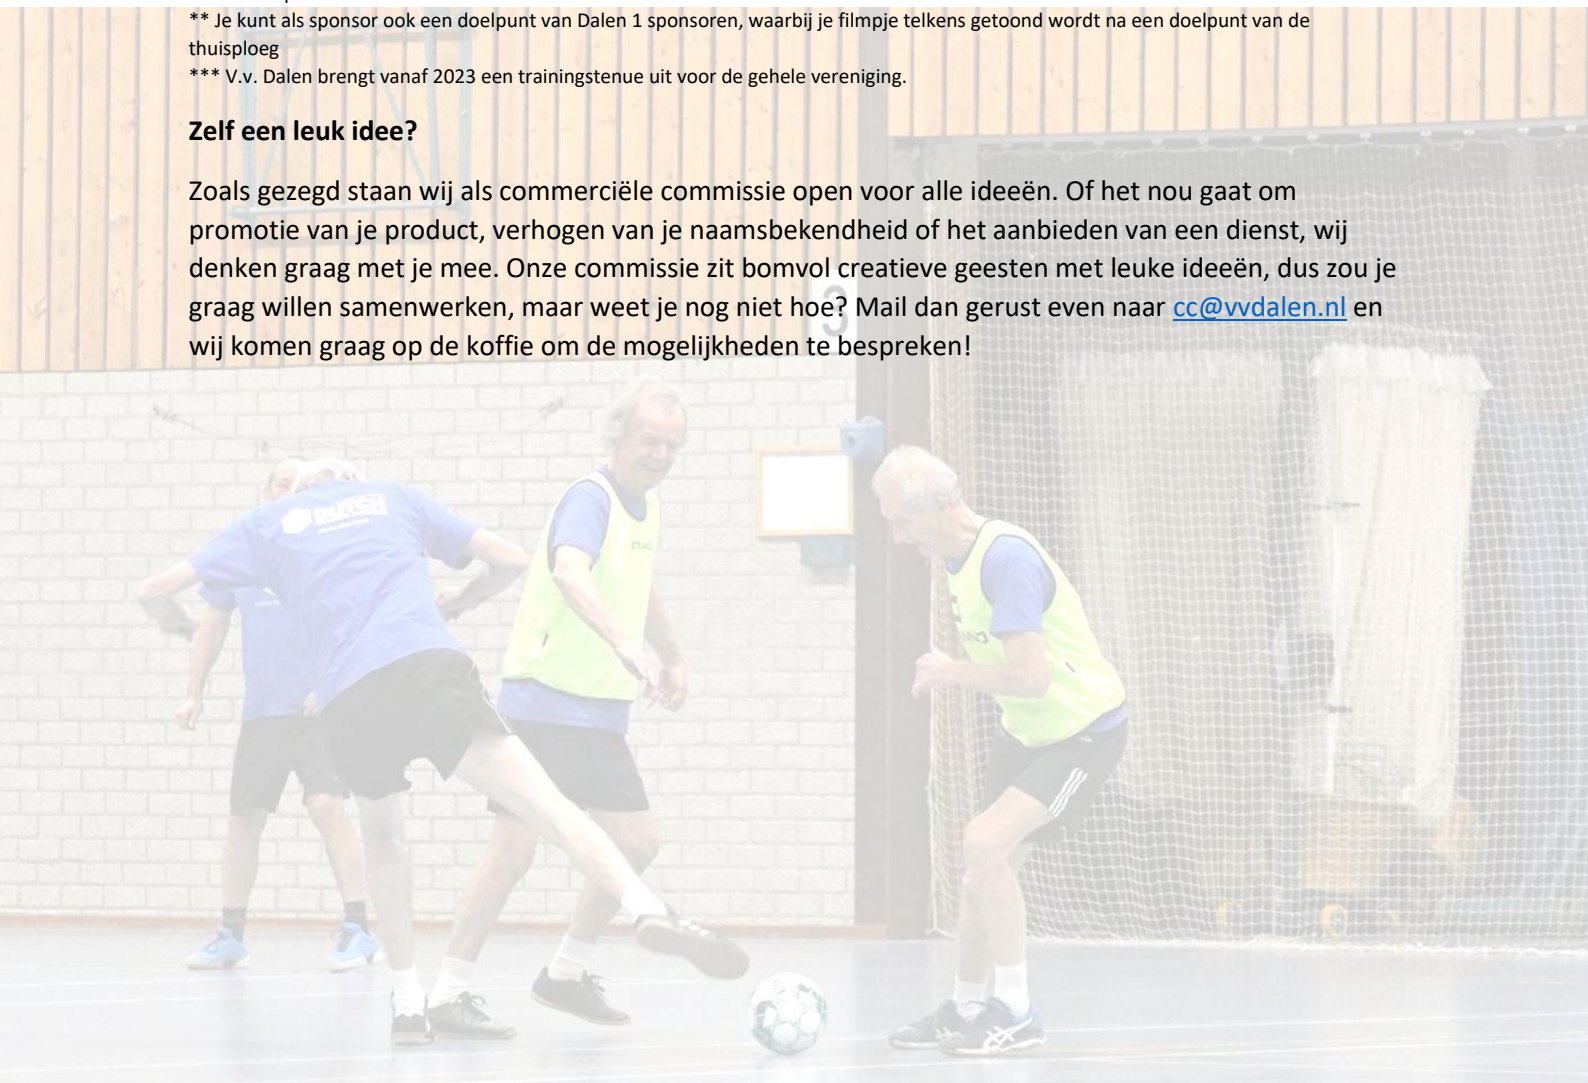 ** Je kunt als sponsor ook een doelpunt van Dalen 1 sponsoren, waarbij je filmpje telkens getoond wordt na een doelpunt van de
thuisploeg
*** V.v. Dalen brengt vanaf 2023 een trainingstenue uit voor de gehele vereniging.
Zelf een leuk idee?
Zoals gezegd staan wij als commerciële commissie open voor alle ideeën. Of het nou gaat om
promotie van je product, verhogen van je naamsbekendheid of het aanbieden van een dienst, wij
denken graag met je mee. Onze commissie zit bomvol creatieve geesten met leuke ideeën, dus zou je
graag willen samenwerken, maar weet je nog niet hoe? Mail dan gerust even naar cc@vvdalen.nl en
wij komen graag op de koffie om de mogelijkheden te bespreken!
3